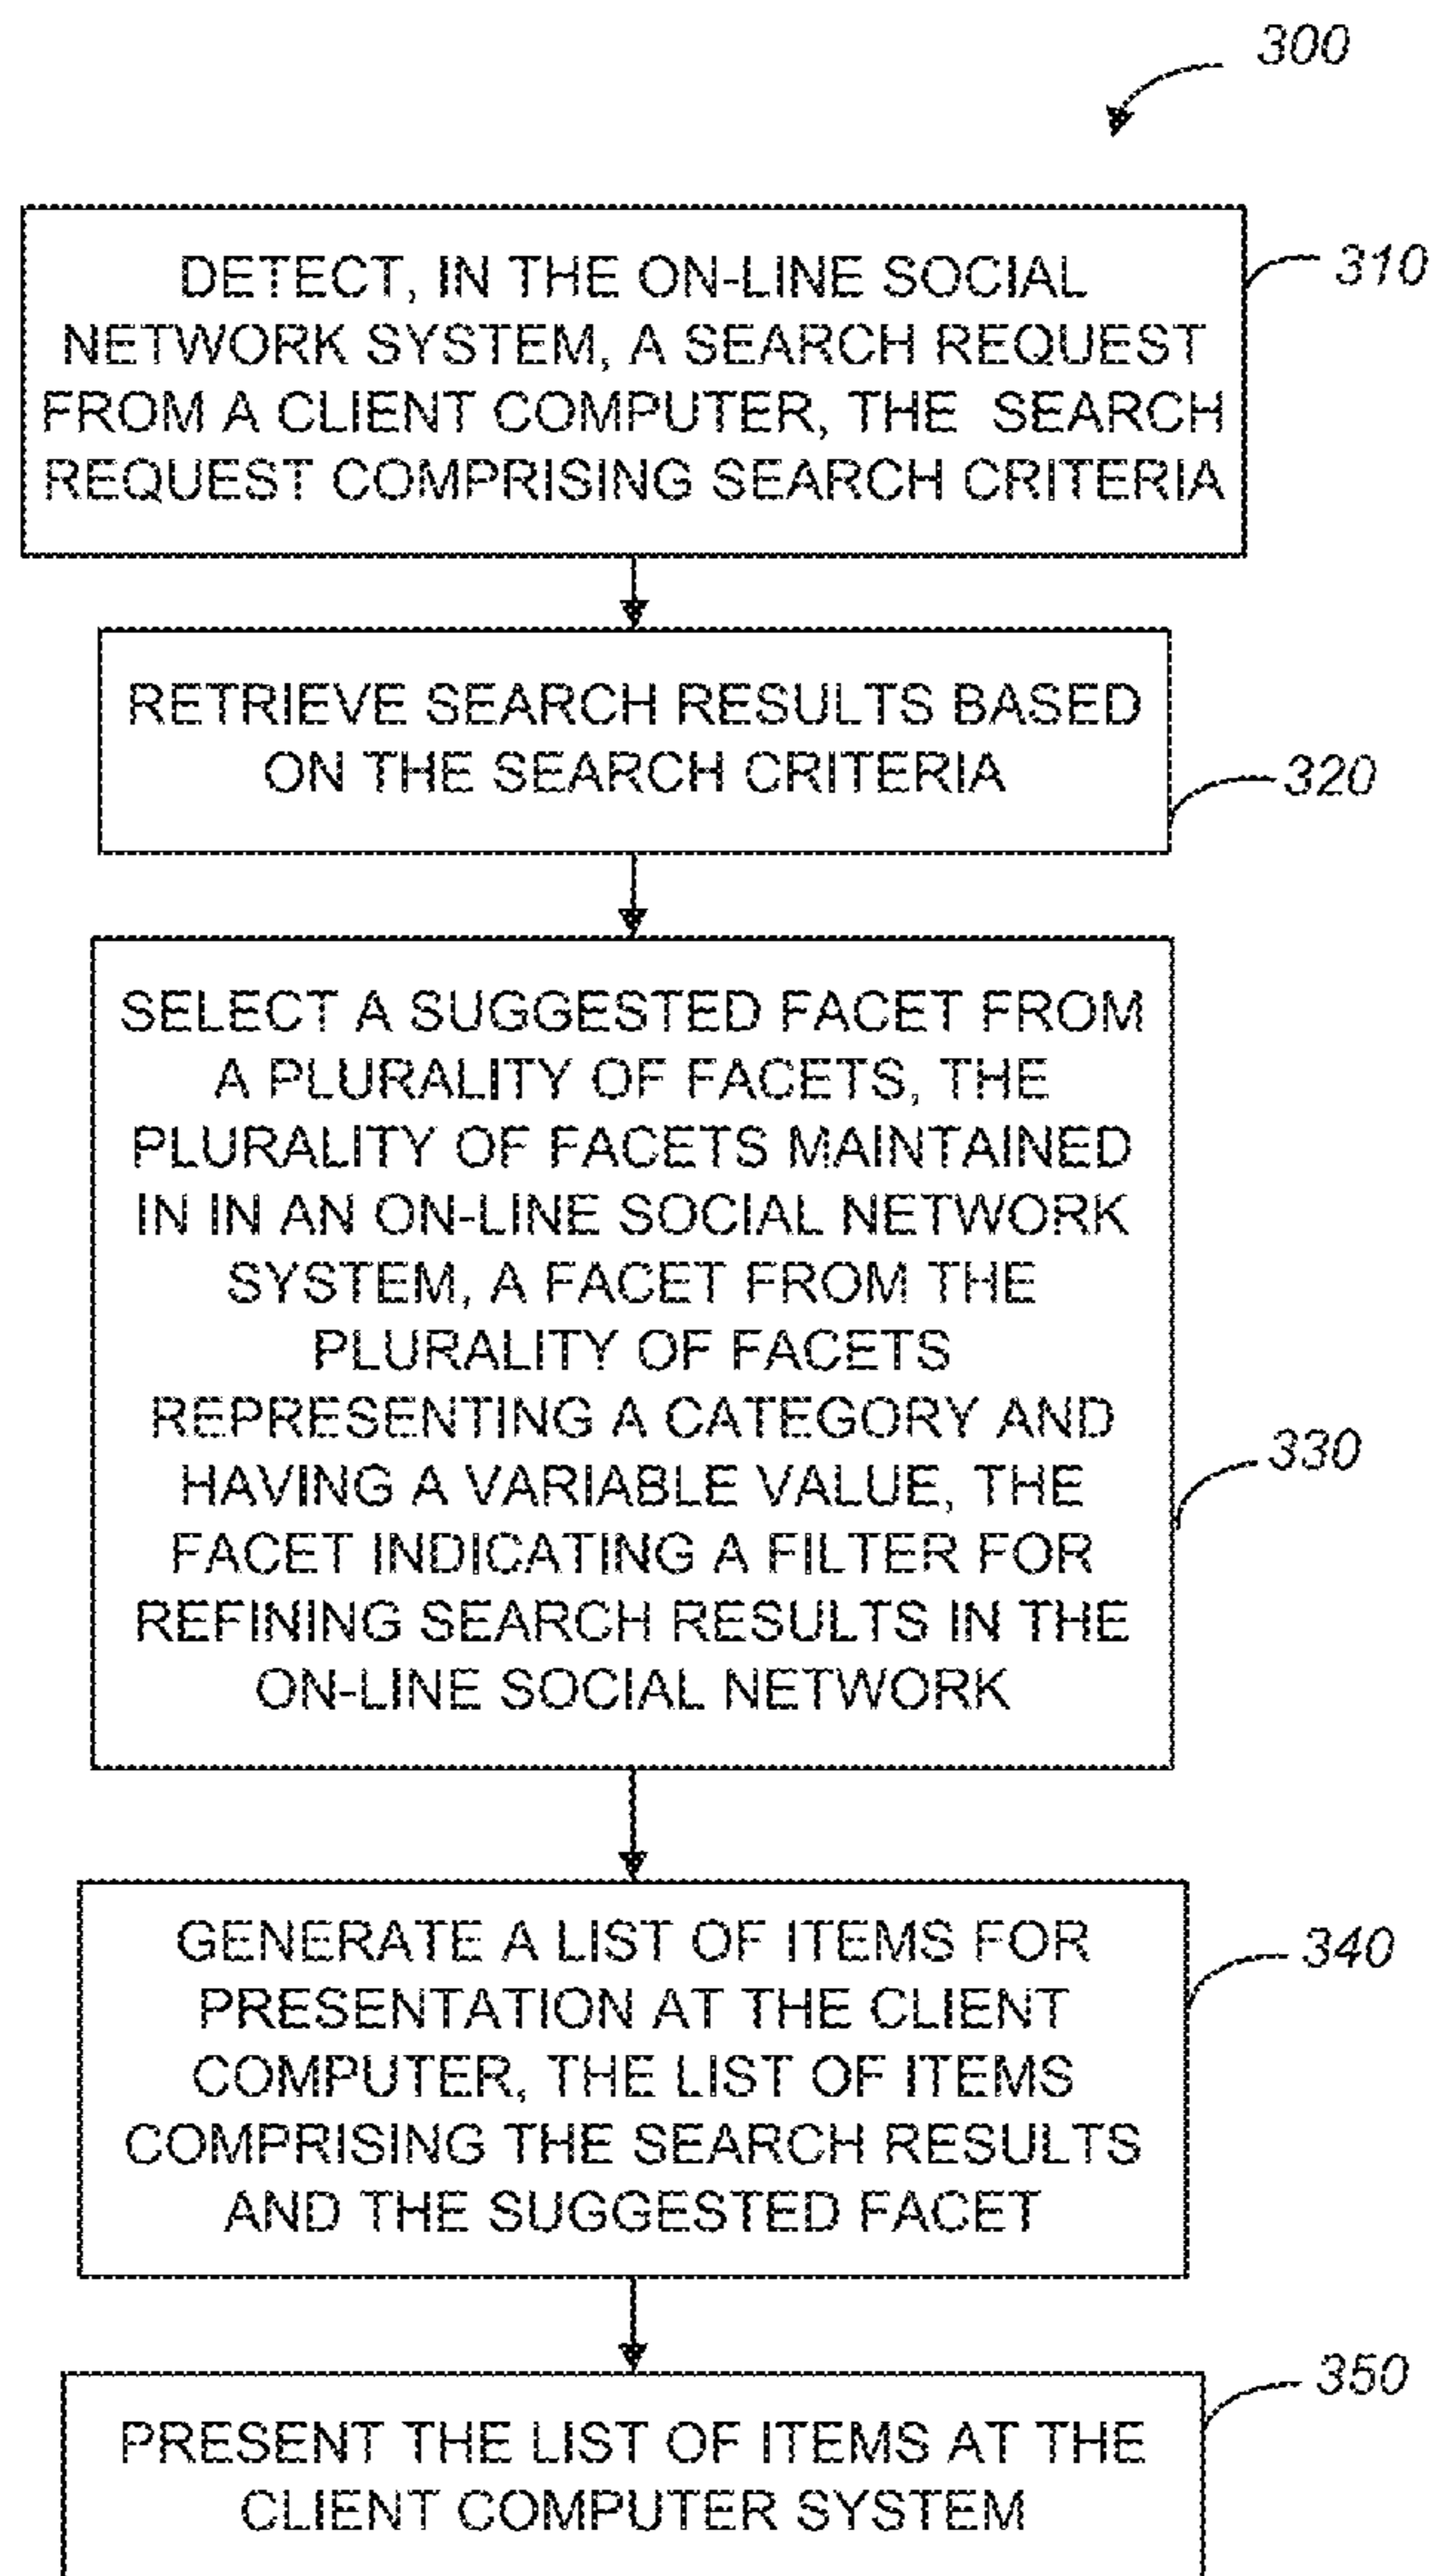 300
DETECT, IN THE ON-LINE SOCIAL
NETWORK SYSTEM, A SEARCH REQUEST
FROM A CLIENT COMPUTER, THE SEARCH
REQUEST COMPRISING SEARCH CRITERIA
310
RETRIEVE SEARCH RESULTS BASED
ON THE SEARCH CRITERIA
320
SELECT A SUGGESTED FACET FROM
A PLURALITY OF FACETS, THE
PLURALITY OF FACETS MAINTAINED
IN IN AN ON-LINE SOCIAL NETWORK
SYSTEM, A FACET FROM THE
PLURALITY OF FACETS
REPRESENTING A CATEGORY AND
HAVING A VARIABLE VALUE, THE
FACET INDICATING A FILTER FOR
REFINING SEARCH RESULTS IN THE
ON-LINE SOCIAL NETWORK
330
GENERATE A LIST OF ITEMS FOR
PRESENTATION AT THE CLIENT
COMPUTER, THE LIST OF ITEMS
COMPRISING THE SEARCH RESULTS
AND THE SUGGESTED FACET
340
PRESENT THE LIST OF ITEMS AT THE
CLIENT COMPUTER SYSTEM
350